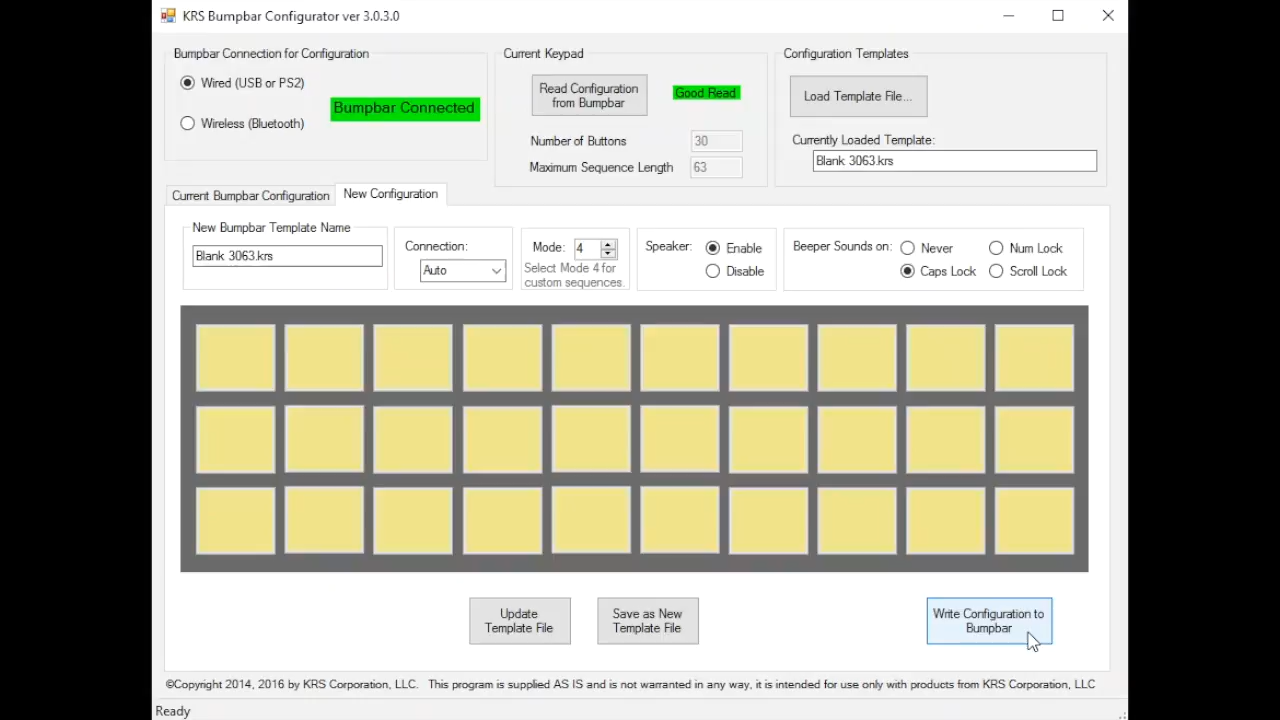 KRS Bumpbar Configurator ver 3.0.3.0
Bumpbar Connection for Configuration
Wired (USB or PS2)
Bumpbar Connected
Wireless (Bluetooth)
Current Keypad
Read Configuration
from Bumpbar
Good Read
Number of Buttons
30
Maximum Sequence Length
63
Configuration Templates
Load Template File...
Currently Loaded Template:
Blank 3063.krs
Current Bumpbar Configuration
New Configuration
New Bumpbar Template Name
Blank 3063.krs
Connection:
Auto
Mode:
4
Select Mode 4 for
custom sequences.
Speaker:
Enable
Disable
Beeper Sounds on:
Never
Num Lock
Caps Lock
Scroll Lock
Update
Template File
Save as New
Template File
Write Configuration to
Bumpbar
©Copyright 2014, 2016 by KRS Corporation, LLC. This program is supplied AS IS and is not warranted in any way, it is intended for use only with products from KRS Corporation, LLC
Ready